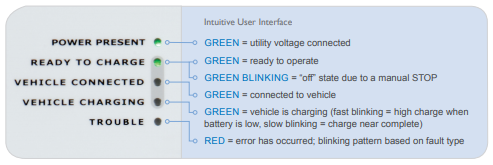 Intuitive User Interface
POWER PRESENT
GREEN = utility voltage connected
READY TO CHARGE
GREEN = ready to operate
GREEN BLINKING = "off" state due to a manual STOP
VEHICLE CONNECTED
GREEN = connected to vehicle
VEHICLE CHARGING
GREEN = vehicle is charging (fast blinking = high charge when
battery is low, slow blinking = charge near complete)
TROUBLE
RED = error has occurred; blinking pattern based on fault type